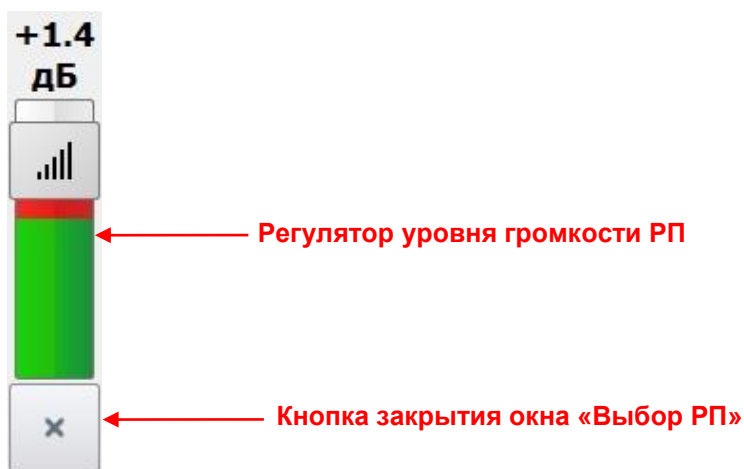 +1.4
дБ
Регулятор уровня громкости РП
×
Кнопка закрытия окна «Выбор РП»